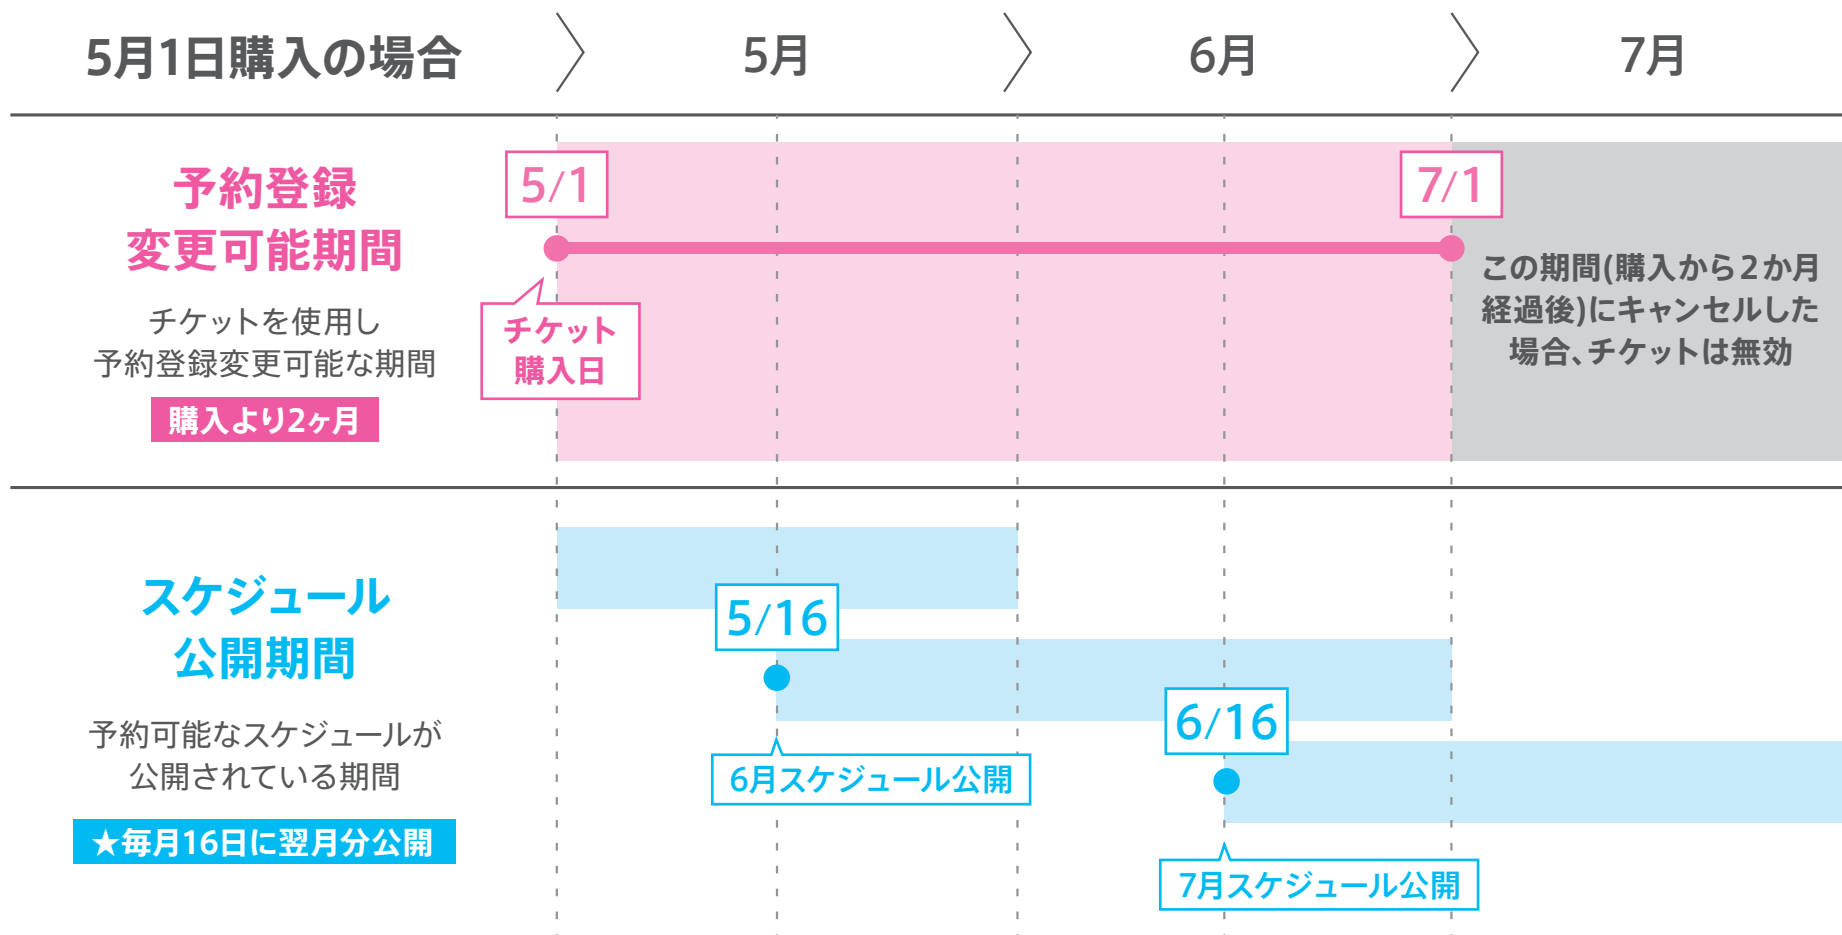 5月1日購入の場合
5月
6月
7月
予約登録
変更可能期間
チケットを使用し
予約登録変更可能な期間
購入より2ヶ月
5/1
チケット
購入日
7/1
この期間(購入から2か月
経過後)にキャンセルした
場合、チケットは無効
スケジュール
公開期間
予約可能なスケジュールが
公開されている期間
★毎月16日に翌月分公開
5/16
6月スケジュール公開
6/16
7月スケジュール公開